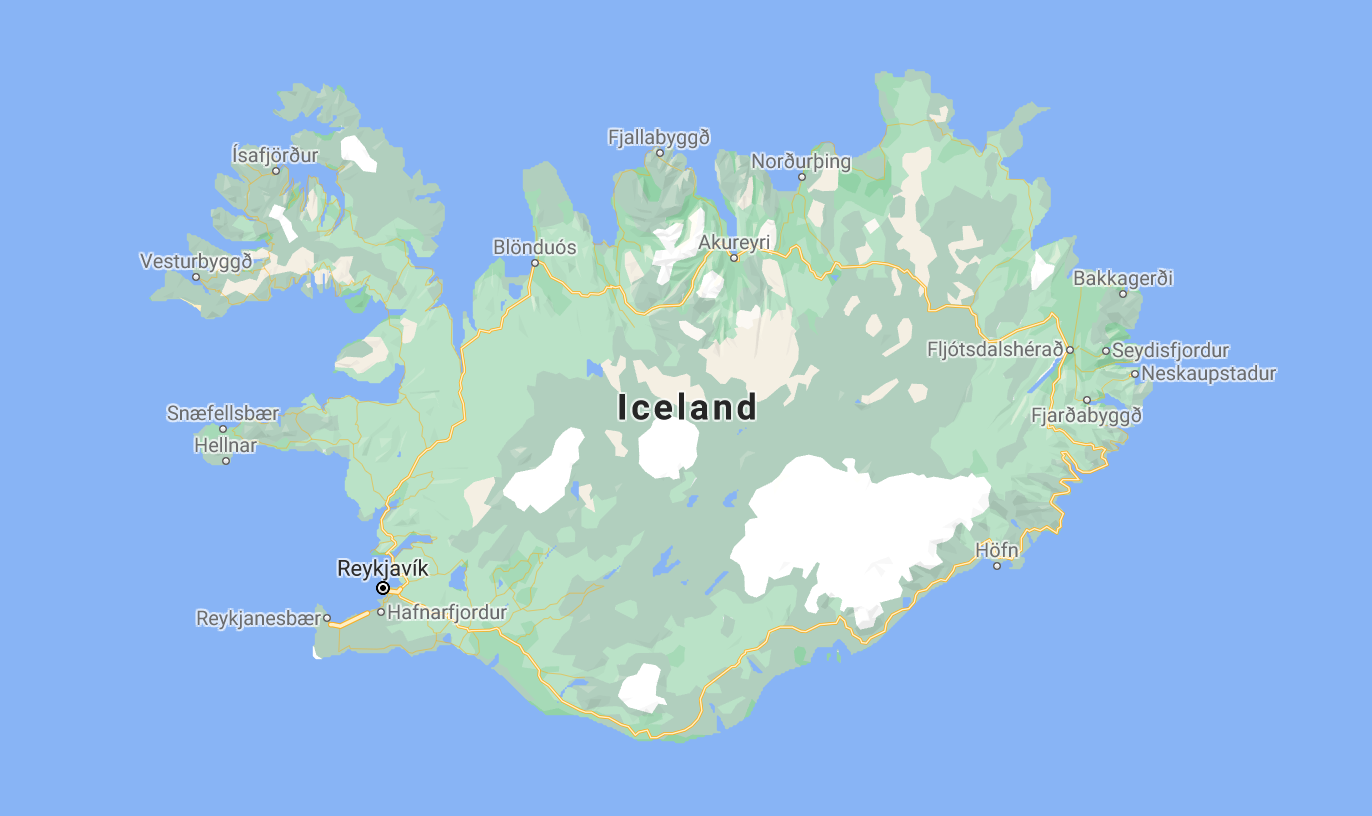 Fjallabyggð
Ísafjörður
Norðurþing
Akureyri
Blönduós
Vesturbyggð
Bakkagerði
Fljótsdalshérað
Seydisfjordur
Neskaupstadur
Iceland
Snæfellsbær
Fjarðabyggð
Hellnar
Höfn
Reykjavík
Hafnarfjordur
Reykjanesbær